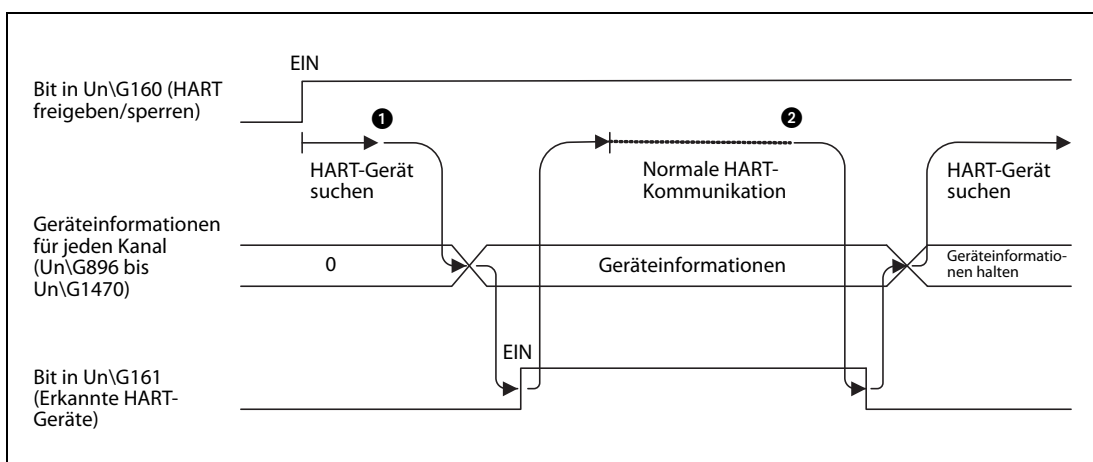 EIN
Bit in Un\G160 (HART
freigeben/sperren)
1
2
HART-Gerät
suchen
Normale HART-
Kommunikation
HART-Gerät
suchen
Geräteinformationen
für jeden Kanal
(Un\G896 bis
Un\G1470)
0
Geräteinformationen
Geräteinformatio-
nen halten
EIN
Bit in Un\G161
(Erkannte HART-
Geräte)